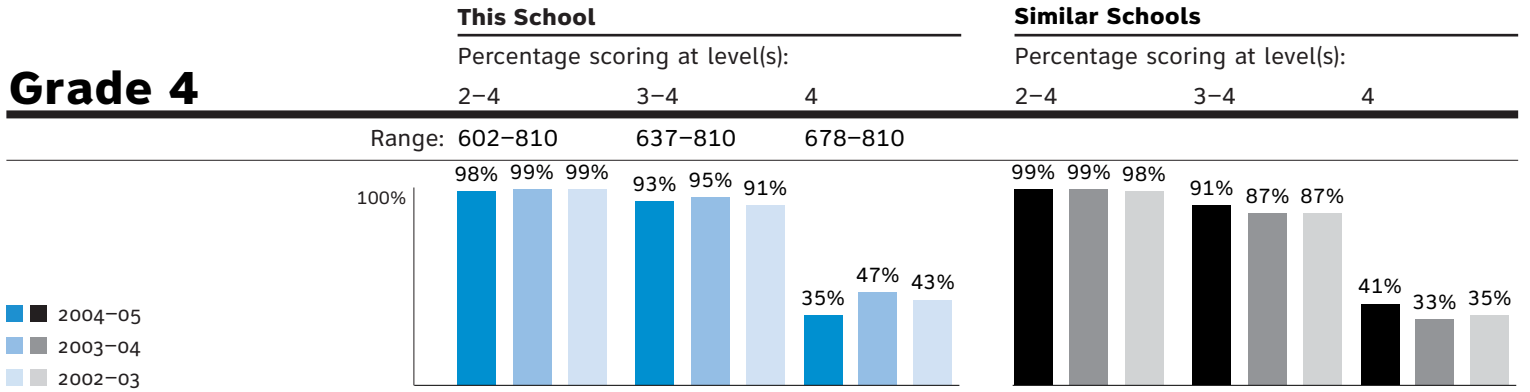 This School Similar Schools
Percentage scoring at level(s): Percentage scoring at level(s):
Grade 4 2–4 3–4 4 2–4 3–4 4
Range: 602–810 637–810 678–810
98% 99% 99% 93% 95% 91% 35% 47% 43% 99% 99% 98% 91% 87% 87% 41% 33% 35%
100%
2004–05
2003–04
2002–03